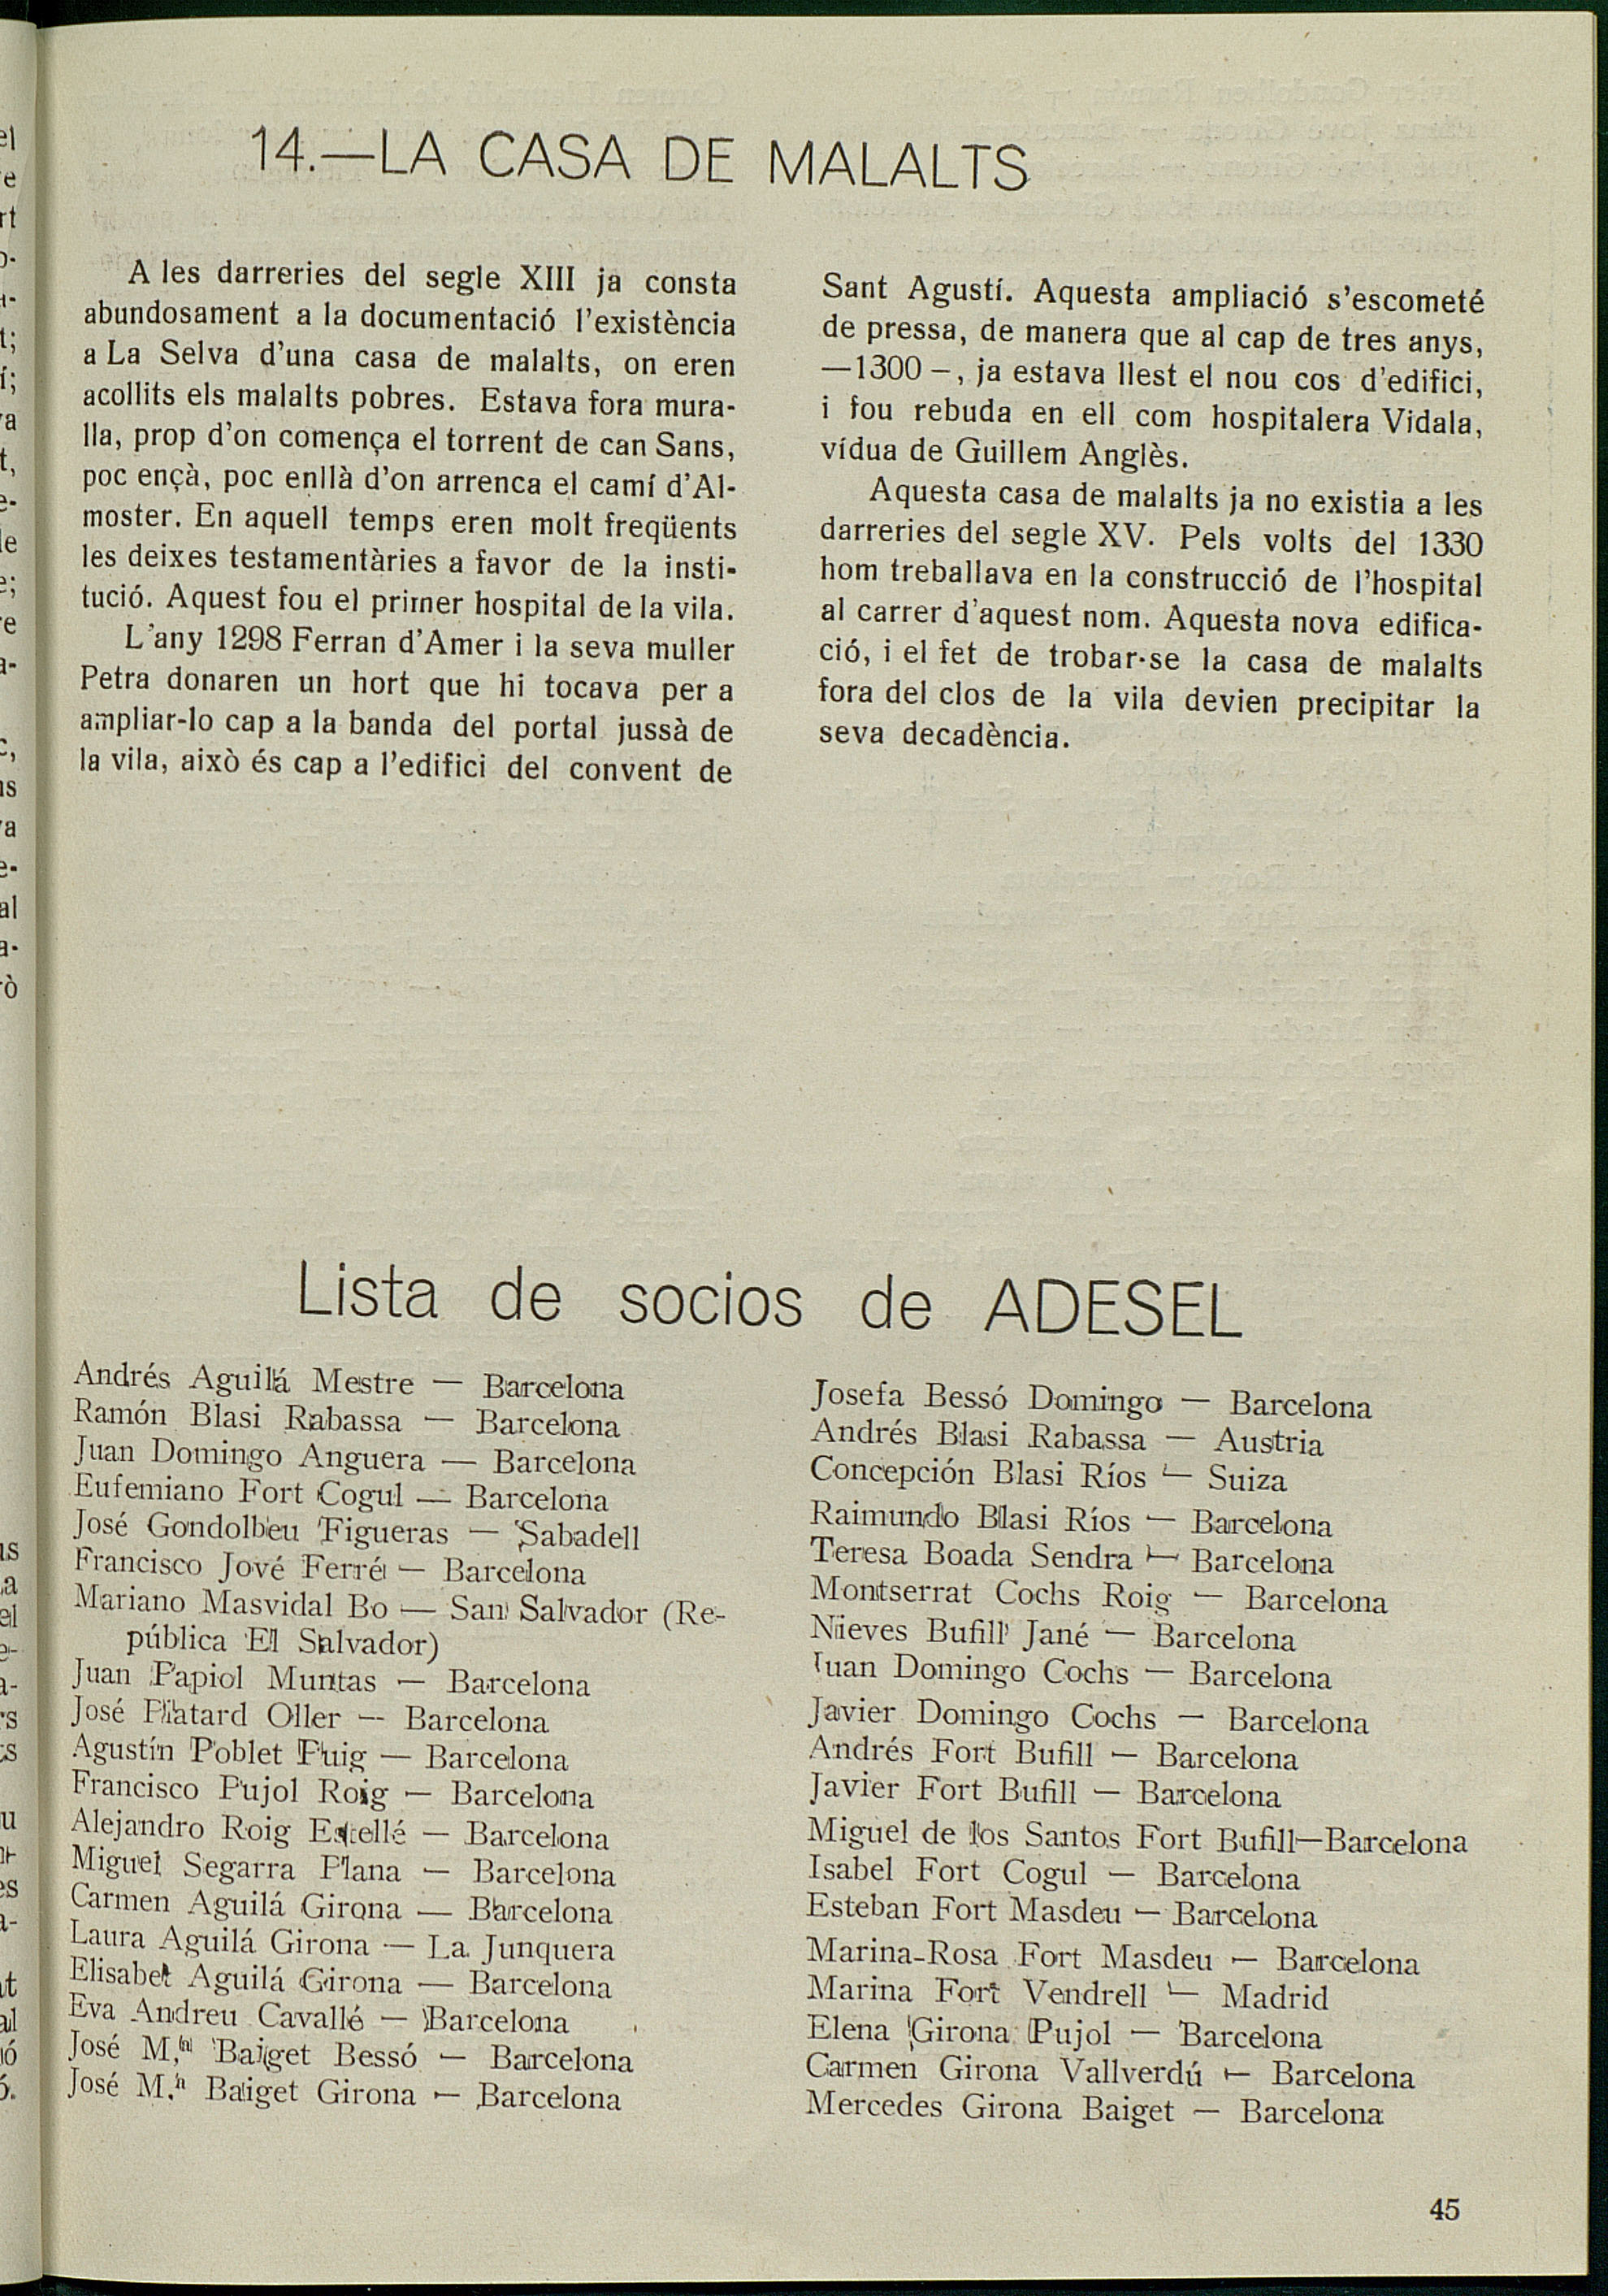 14.—LA CASA DE MALALTS
A les darreries del segle XIII ja consta
abundosament a la documentació l'existència
a La Selva d'una casa de malalts, on eren
acollits els malalts pobres. Estava fora mura-
lla, prop d'on comença el torrent de can Sans,
poc ençà, poc enllà d'on arrenca el camí d'Al-
moster. En aquell temps eren molt freqüents
les deixes testamentàries a favor de la insti-
tució. Aquest fou el primer hospital de la vila.
L'any 1298 Ferran d'Amer i la seva muller
Petra donaren un hort que hi tocava per a
ampliar-lo cap a la banda del portal jussà de
la vila, això és cap a l'edifici del convent de
Sant Agustí. Aquesta ampliació s'escometé
de pressa, de manera que al cap de tres anys,
—1300 —, ja estava llest el nou cos d'edifici,
i fou rebuda en ell com hospitalera Vidala,
vídua de Guillem Anglès.
Aquesta casa de malalts ja no existia a les
darreries del segle XV. Pels volts del 1330
hom treballava en la construcció de l'hospital
al carrer d'aquest nom. Aquesta nova edifica-
ció, i el fet de trobar-se la casa de malalts
fora del clos de la vila devien precipitar la
seva decadència.
Lista de socios de ADESEL
Andrés Aguilá Mestre — Barcelona
Ramón Blasi Rabassa — Barcelona
Juan Domingo Anguera — Barcelona
Eufemiano Fort Cogul — Barcelona
José Gondolbeu Figueras — Sabadell
Francisco Jové Ferré — Barcelona
Mariano Masvidal Bo — San Salvador (Re-
pública El Salvador)
Juan Papiol Muntas — Barcelona
José Platard Oller — Barcelona
Agustín Poblet Puig — Barcelona
Francisco Pujol Roig — Barcelona
Alejandro Roig Estellé — Barcelona
Miguel Segarra Plana — Barcelona
Carmen Aguilá Girona — Barcelona
Laura Aguilá Girona — La Junquera
Elisabet Aguilá Girona — Barcelona
Eva Andreu Cavallé — Barcelona
José M.ª Baiget Bessó — Barcelona
José M.ª Baiget Girona — Barcelona
Josefa Bessó Domingo — Barcelona
Andrés Blasi Rabassa — Austria
Concepción Blasi Ríos — Suiza
Raimundo Blasi Ríos — Barcelona
Teresa Boada Sendra — Barcelona
Montserrat Cochs Roig — Barcelona
Nieves Bufill Jané — Barcelona
Juan Domingo Cochs — Barcelona
Javier Domingo Cochs — Barcelona
Andrés Fort Bufill — Barcelona
Javier Fort Bufill — Barcelona
Miguel de los Santos Fort Bufill—Barcelona
Isabel Fort Cogul — Barcelona
Esteban Fort Masdeu — Barcelona
Marina-Rosa Fort Masdeu — Barcelona
Marina Fort Vendrell — Madrid
Elena Girona Pujol — Barcelona
Carmen Girona Vallverdú — Barcelona
Mercedes Girona Baiget — Barcelona
45